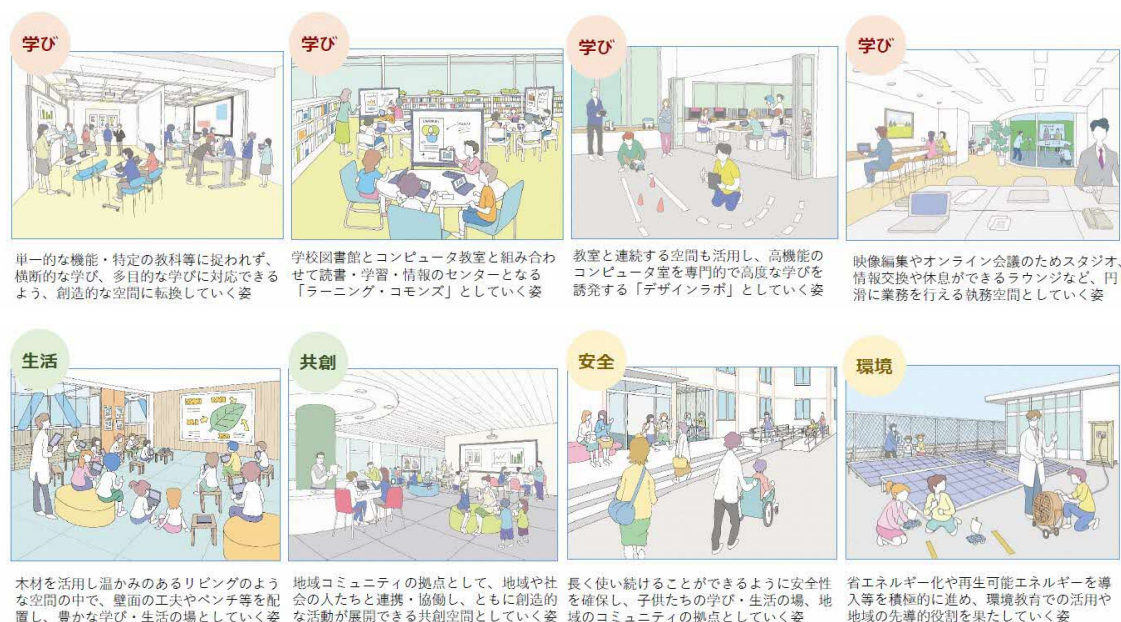 学び
単一的な機能・特定の教科等に捉われず、
横断的な学び、多目的な学びに対応できる
よう、創造的な空間に転換していく姿
学び
学校図書館とコンピュータ教室と組み合わ
せて読書・学習・情報のセンターとなる
「ラーニング・コモンズ」としていく姿
学び
教室と連続する空間も活用し、高機能の
コンピュータ室を専門的で高度な学びを
誘発する「デザインラボ」としていく姿
学び
映像編集やオンライン会議のためスタジオ、
情報交換や休息ができるラウンジなど、円
滑に業務を行える執務空間としていく姿
生活
木材を活用し温かみのあるリビングのよう
な空間の中で、壁面の工夫やベンチ等を配
置し、豊かな学び・生活の場としていく姿
共創
地域コミュニティの拠点として、地域や社
会の人たちと連携・協働し、ともに創造的
な活動が展開できる共創空間としていく姿
安全
長く使い続けることができるように安全性
を確保し、子供たちの学び・生活の場、地
域のコミュニティの拠点としていく姿
環境
省エネルギー化や再生可能エネルギーを導
入等を積極的に進め、環境教育での活用や
地域の先導的役割を果たしていく姿